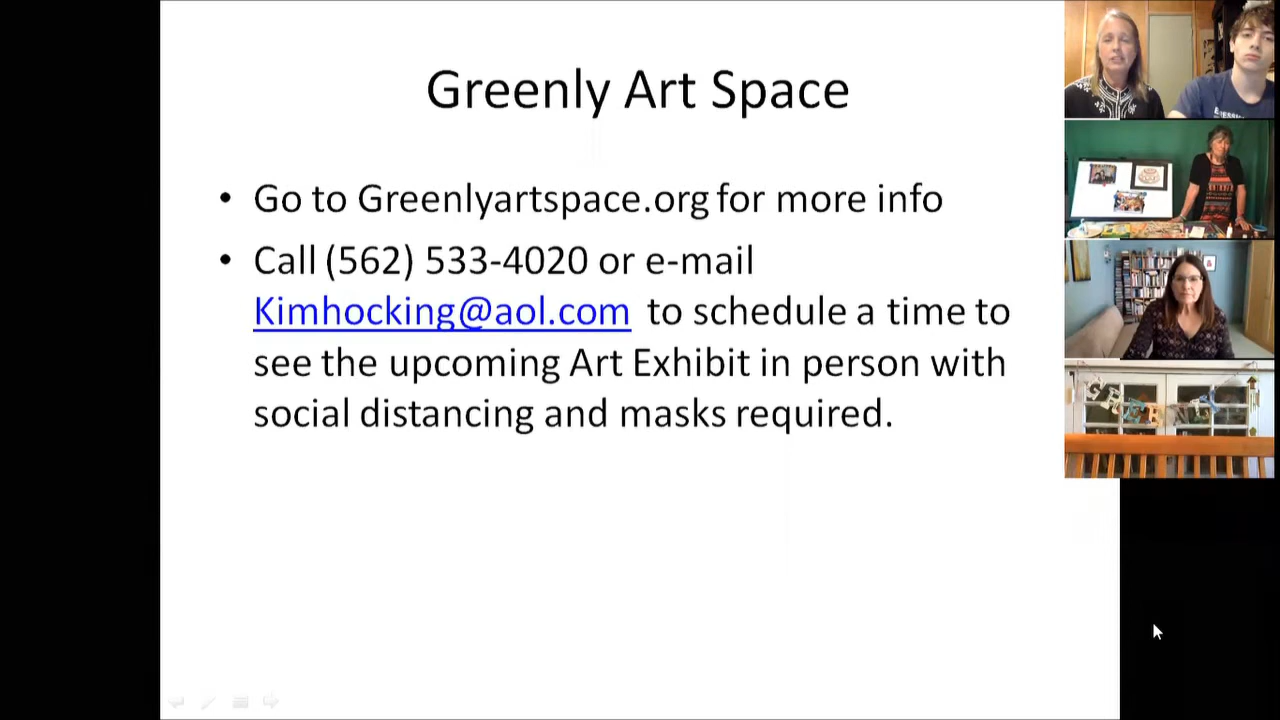 Greenly Art Space
• Go to Greenlyartspace.org for more info
• Call (562) 533-4020 or e-mail
Kimhocking@aol.com to schedule a time to
see the upcoming Art Exhibit in person with
social distancing and masks required.